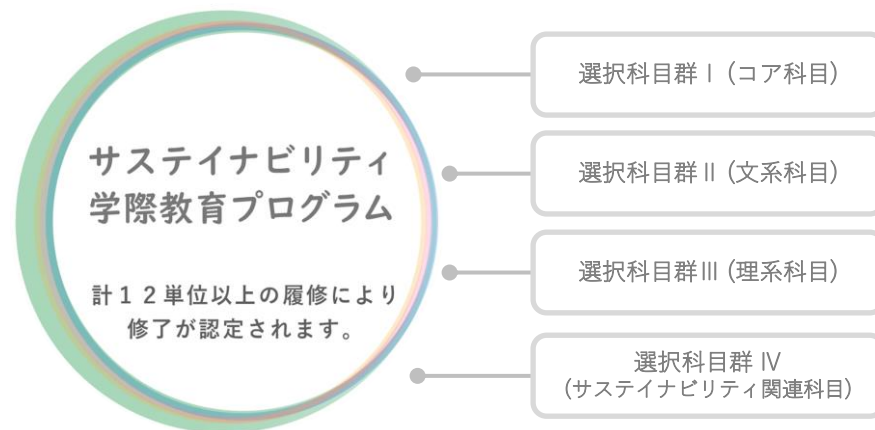 サステイナビリティ
学際教育プログラム
計１２単位以上の履修により
修了が認定されます。
選択科目群Ⅰ (コア科目)
選択科目群Ⅱ (文系科目)
選択科目群Ⅲ (理系科目)
選択科目群 Ⅳ
(サステイナビリティ関連科目)